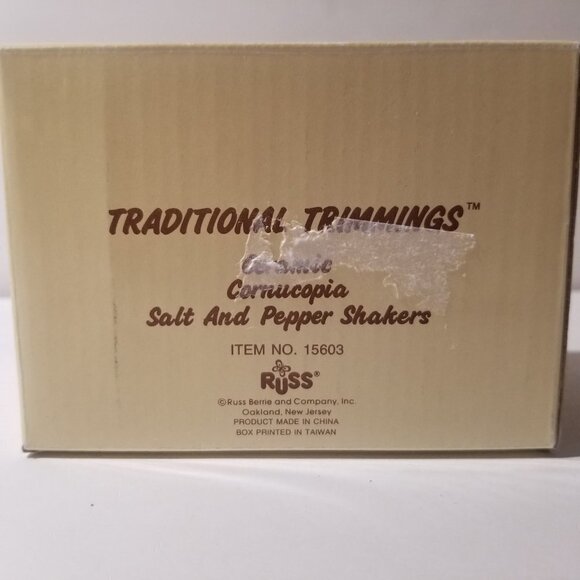 TRADITIONAL TRIMMINGS™
Ceramic
Cornucopia
Salt And Pepper Shakers
ITEM NO. 15603
RUSS®
©Russ Berrie and Company, Inc.
Oakland, New Jersey
PRODUCT MADE IN CHINA
BOX PRINTED IN TAIWAN